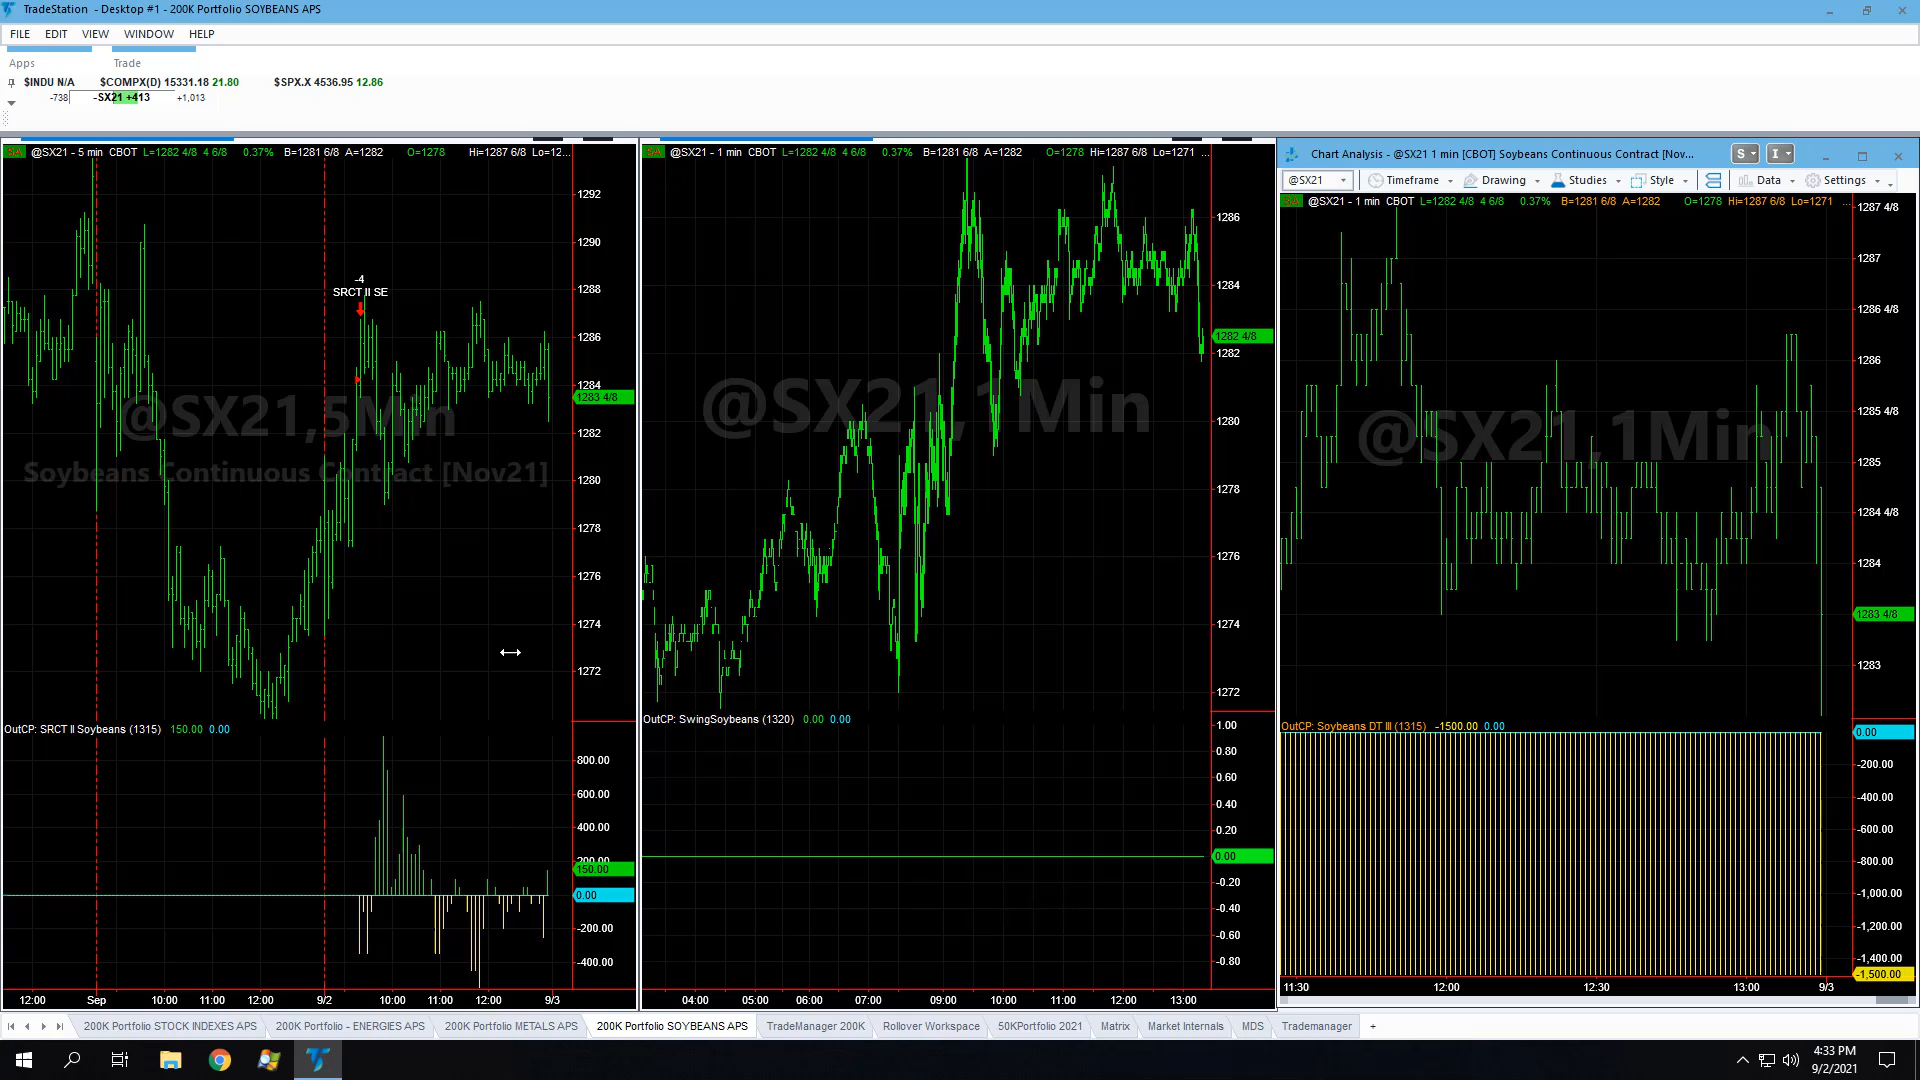 TradeStation - Desktop #1 - 200K Portfolio SOYBEANS APS
FILE EDIT VIEW WINDOW HELP
Apps Trade
$INDU N/A $COMPX(D) 15331.18 21.80 $SPX.X 4536.95 12.86
-738 -SX21 +413 +1,013
@SX21 - 5 min CBOT L=1282 4/8 4 6/8 0.37% B=1281 6/8 A=1282 O=1278 Hi=1287 6/8 Lo=12...
1292
1290
1288
1286
1284
1283 4/8
1282
1280
1278
1276
1274
1272
-4
SRCT II SE
@SX21,5Min
Soybeans Continuous Contract [Nov21]
OutCP: SRCT II Soybeans (1315) 150.00 0.00
800.00
600.00
400.00
200.00
150.00
0.00
-200.00
-400.00
12:00 Sep 10:00 11:00 12:00 9/2 10:00 11:00 12:00 9/3
@SX21 - 1 min CBOT L=1282 4/8 4 6/8 0.37% B=1281 6/8 A=1282 O=1278 Hi=1287 6/8 Lo=1271 ...
1286
1284
1282 4/8
1282
1280
1278
1276
1274
1272
@SX21, 1Min
OutCP: SwingSoybeans (1320) 0.00 0.00
1.00
0.80
0.60
0.40
0.20
0.00
-0.20
-0.40
-0.60
-0.80
04:00 05:00 06:00 07:00 09:00 10:00 11:00 12:00 13:00
Chart Analysis - @SX21 1 min [CBOT] Soybeans Continuous Contract [Nov... S I
@SX21 Timeframe Drawing Studies Style Data Settings
@SX21 - 1 min CBOT L=1282 4/8 4 6/8 0.37% B=1281 6/8 A=1282 O=1278 Hi=1287 6/8 Lo=1271 ...
1287 4/8
1287
1286 4/8
1286
1285 4/8
1285
1284 4/8
1284
1283 4/8
1283
@SX21,1Min
OutCP: Soybeans DT III (1315) -1500.00 0.00
0.00
-200.00
-400.00
-600.00
-800.00
-1,000.00
-1,200.00
-1,400.00
-1,500.00
11:30 12:00 12:30 13:00 9/3
200K Portfolio STOCK INDEXES APS 200K Portfolio - ENERGIES APS 200K Portfolio METALS APS 200K Portfolio SOYBEANS APS TradeManager 200K Rollover Workspace 50KPortfolio 2021 Matrix Market Internals MDS Trademanager +
4:33 PM
9/2/2021